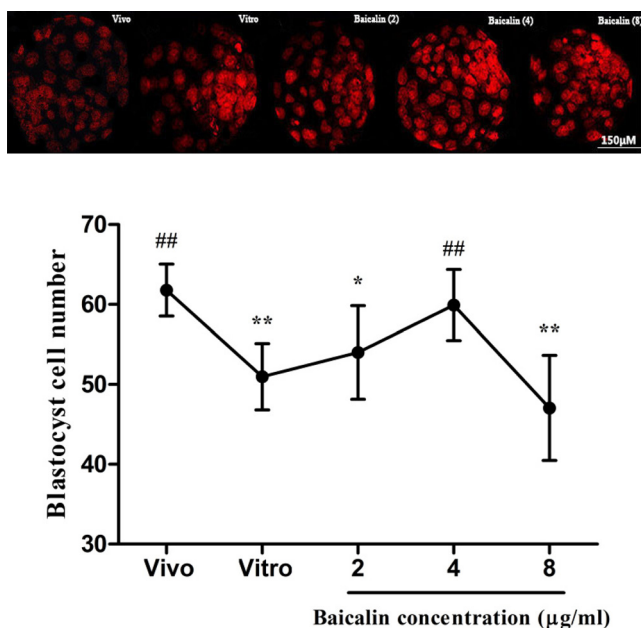 Vivo Vitro Baicalin (2) Baicalin (4) Baicalin (8)
150μM
70
60
50
40
30
Blastocyst cell number
##
**
*
##
**
Vivo Vitro 2 4 8
Baicalin concentration (μg/ml)